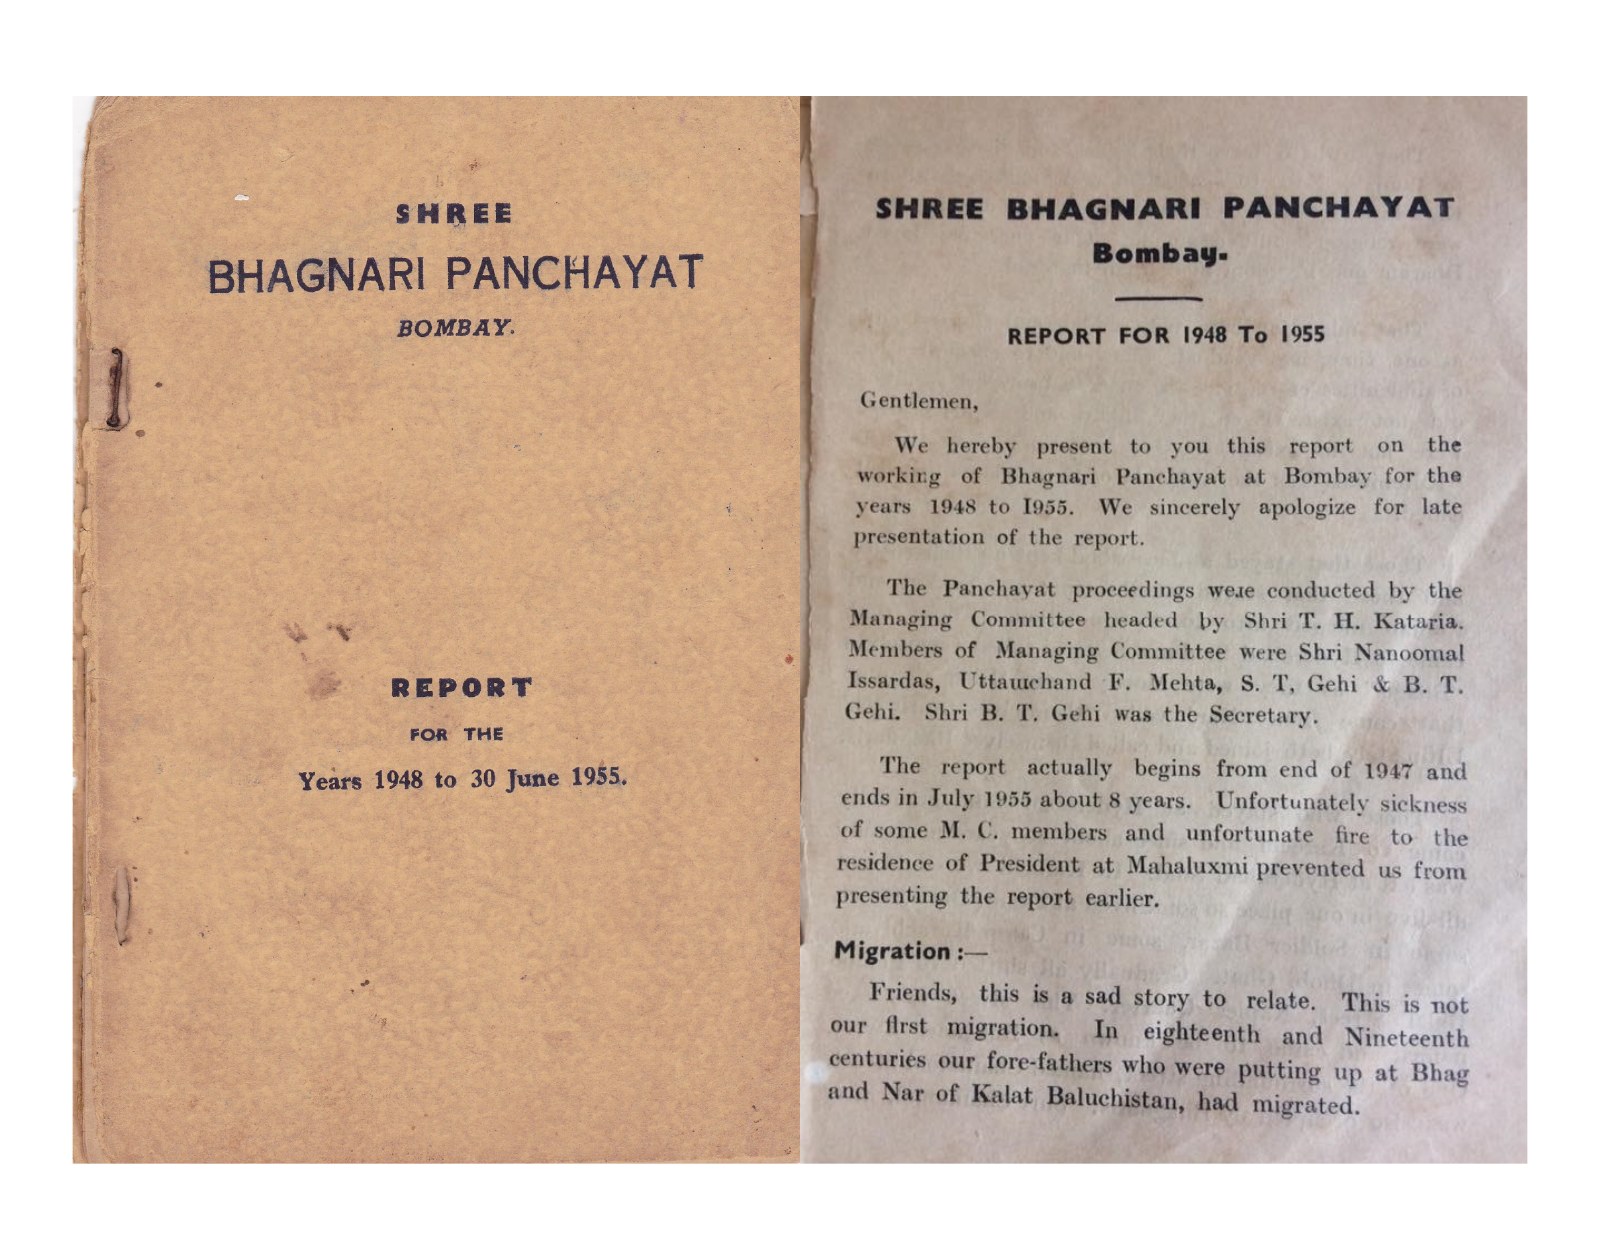 SHREE
BHAGNARI PANCHAYAT
BOMBAY.
REPORT
FOR THE
Years 1948 to 30 June 1955.
SHREE BHAGNARI PANCHAYAT
Bombay.
REPORT FOR 1948 To 1955
Gentlemen,
We hereby present to you this report on the
working of Bhagnari Panchayat at Bombay for the
years 1948 to I955. We sincerely apologize for late
presentation of the report.
The Panchayat proceedings were conducted by the
Managing Committee headed by Shri T. H. Kataria.
Members of Managing Committee were Shri Nanoomal
Issardas, Uttamchand F. Mehta, S. T, Gehi & B. T.
Gehi. Shri B. T. Gehi was the Secretary.
The report actually begins from end of 1947 and
ends in July 1955 about 8 years. Unfortunately sickness
of some M. C. members and unfortunate fire to the
residence of President at Mahaluxmi prevented us from
presenting the report earlier.
Migration :—
Friends, this is a sad story to relate. This is not
our first migration. In eighteenth and Nineteenth
centuries our fore-fathers who were putting up at Bhag
and Nar of Kalat Baluchistan, had migrated.